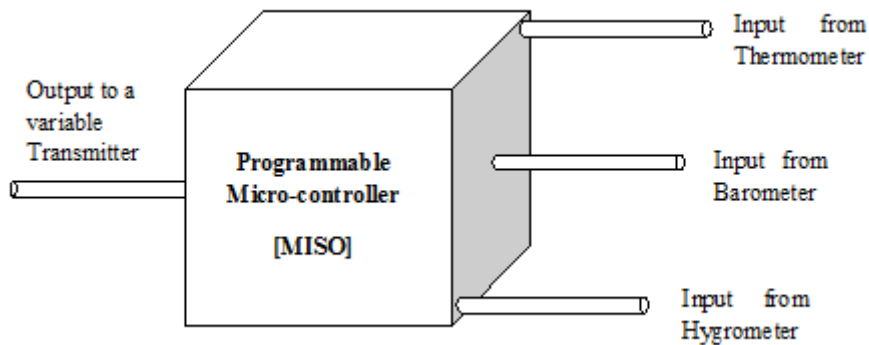 Output to a
variable
Transmitter
Programmable
Micro-controller
[MISO]
Input from
Thermometer
Input from
Barometer
Input from
Hygrometer